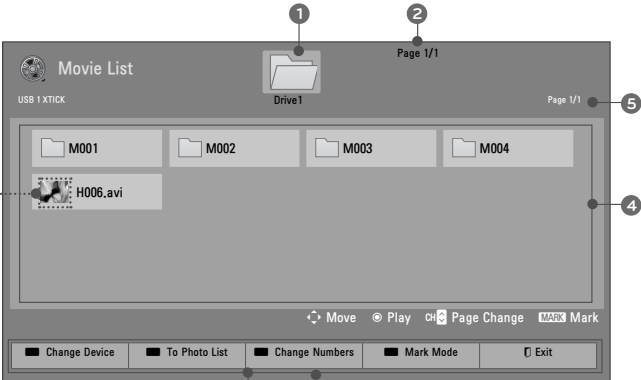 1
2
Page 1/1
Movie List
USB 1 XTICK
Drive1
Page 1/1
5
M001
M002
M003
M004
H006.avi
4
Move
Play
CH Page Change
MARK Mark
Change Device
To Photo List
Change Numbers
Mark Mode
Exit